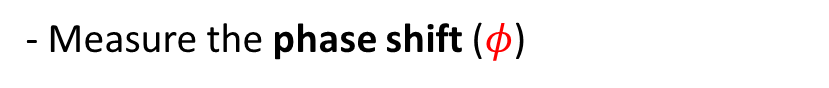 - Measure the phase shift (𝜙)